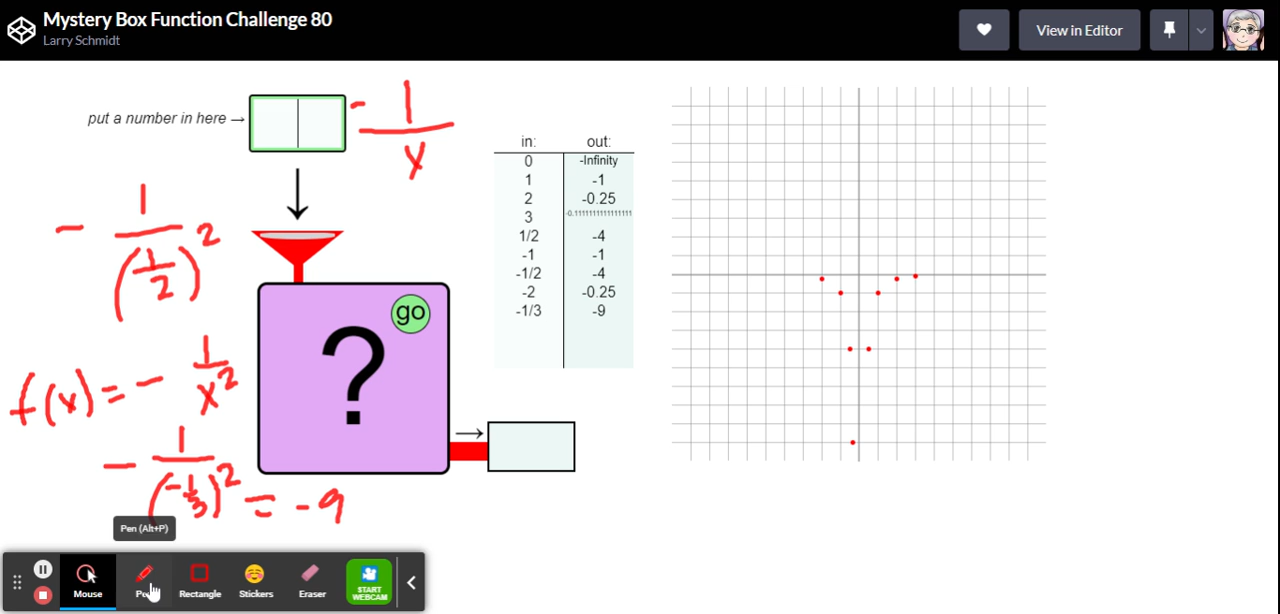 Mystery Box Function Challenge 80
Larry Schmidt
View in Editor
put a number in here →
- 1/x
in: out:
0 -Infinity
1 -1
2 -0.25
3 -0.1111111111111111
1/2 -4
-1 -1
-1/2 -4
-2 -0.25
-1/3 -9
- 1/(1/2)²
go
?
f(x) = - 1/x²
- 1/(-1/3)² = -9
Pen (Alt+P)
Mouse
Rectangle
Stickers
Eraser
START
WEBCAM